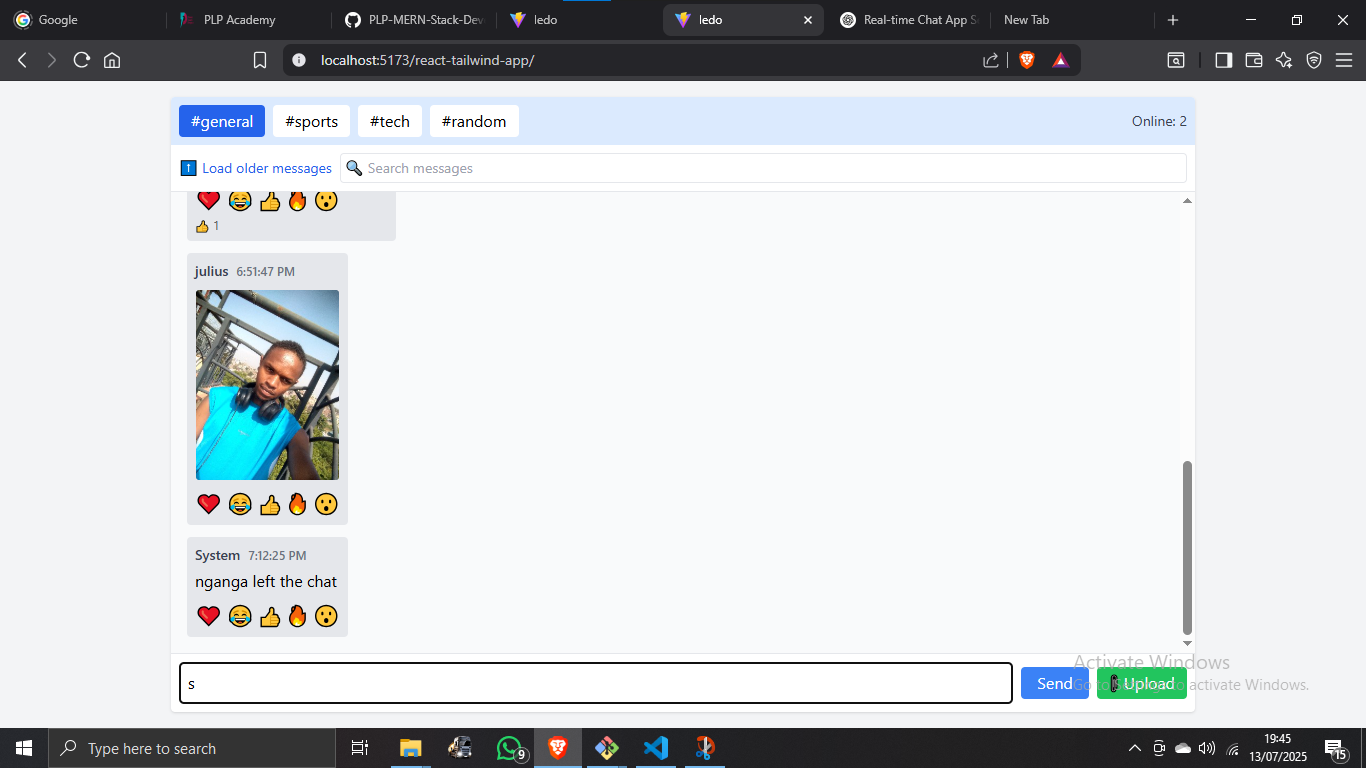 Google
PLP Academy
PLP-MERN-Stack-Dev
ledo
ledo
Real-time Chat App S
New Tab
localhost:5173/react-tailwind-app/
#general
#sports
#tech
#random
Online: 2
Load older messages
Search messages
1
julius 6:51:47 PM
System 7:12:25 PM
nganga left the chat
s
Send
Upload
Activate Windows
Go to Settings to activate Windows.
Type here to search
9
19:45
13/07/2025
15